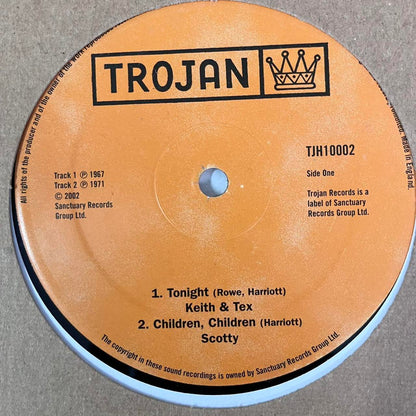 All rights of the producer and of the owner of the work reproduced
made in England.
TROJAN
TJH10002
Track 1 ℗ 1967
Side One
Track 2 ℗ 1971
© 2002
Sanctuary Records
Group Ltd.
Trojan Records is a
label of Sanctuary
Records Group Ltd.
1. Tonight (Rowe, Harriott)
Keith & Tex
2. Children, Children (Harriott)
Scotty
The copyright in these sound recordings is owned by Sanctuary Records Group Ltd.